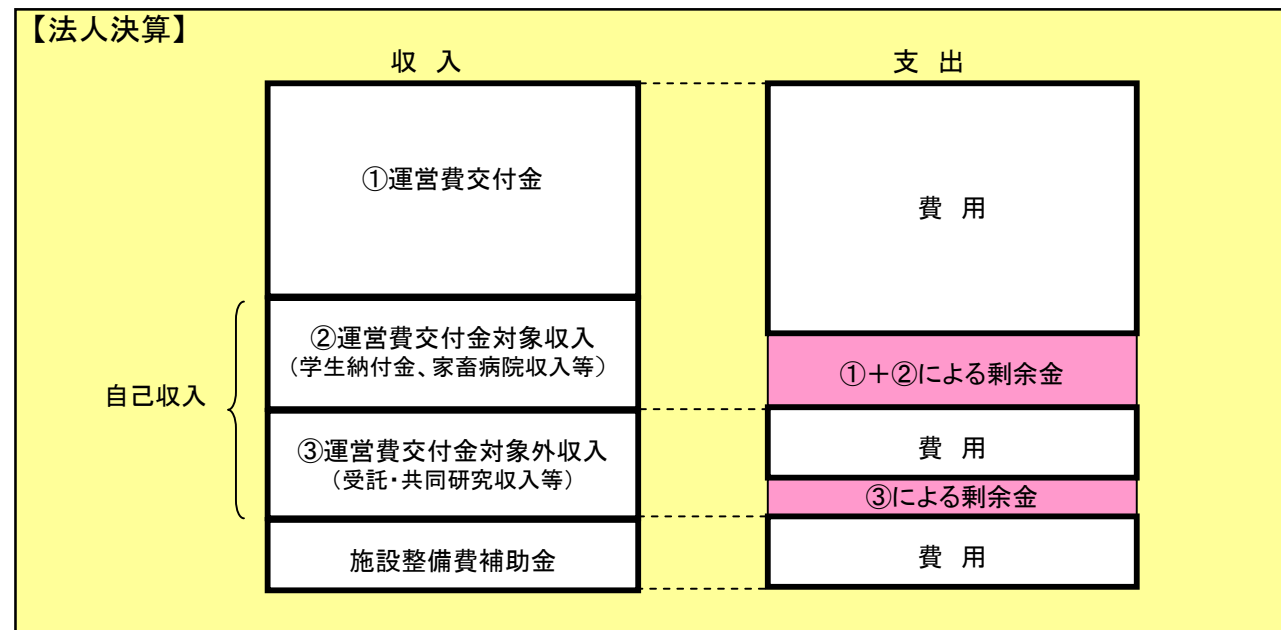 【法人決算】
収 入
支 出
①運営費交付金
費 用
②運営費交付金対象収入
(学生納付金、家畜病院収入等)
①+②による剰余金
自己収入
③運営費交付金対象外収入
(受託・共同研究収入等)
費 用
③による剰余金
施設整備費補助金
費 用